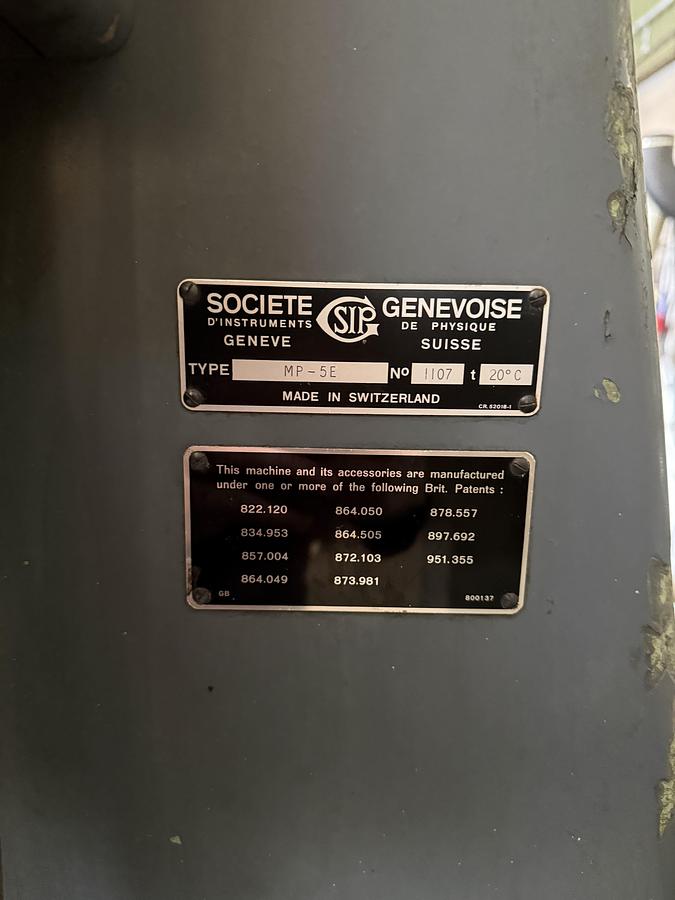 SOCIETE SIP GENEVOISE
D'INSTRUMENTS DE PHYSIQUE
GENEVE SUISSE
TYPE MP-5E No 1107 t 20°C
MADE IN SWITZERLAND
CR.52018-1
This machine and its accessories are manufactured
under one or more of the following Brit. Patents :
822.120 864.050 878.557
834.953 864.505 897.692
857.004 872.103 951.355
864.049 873.981
GB 800137